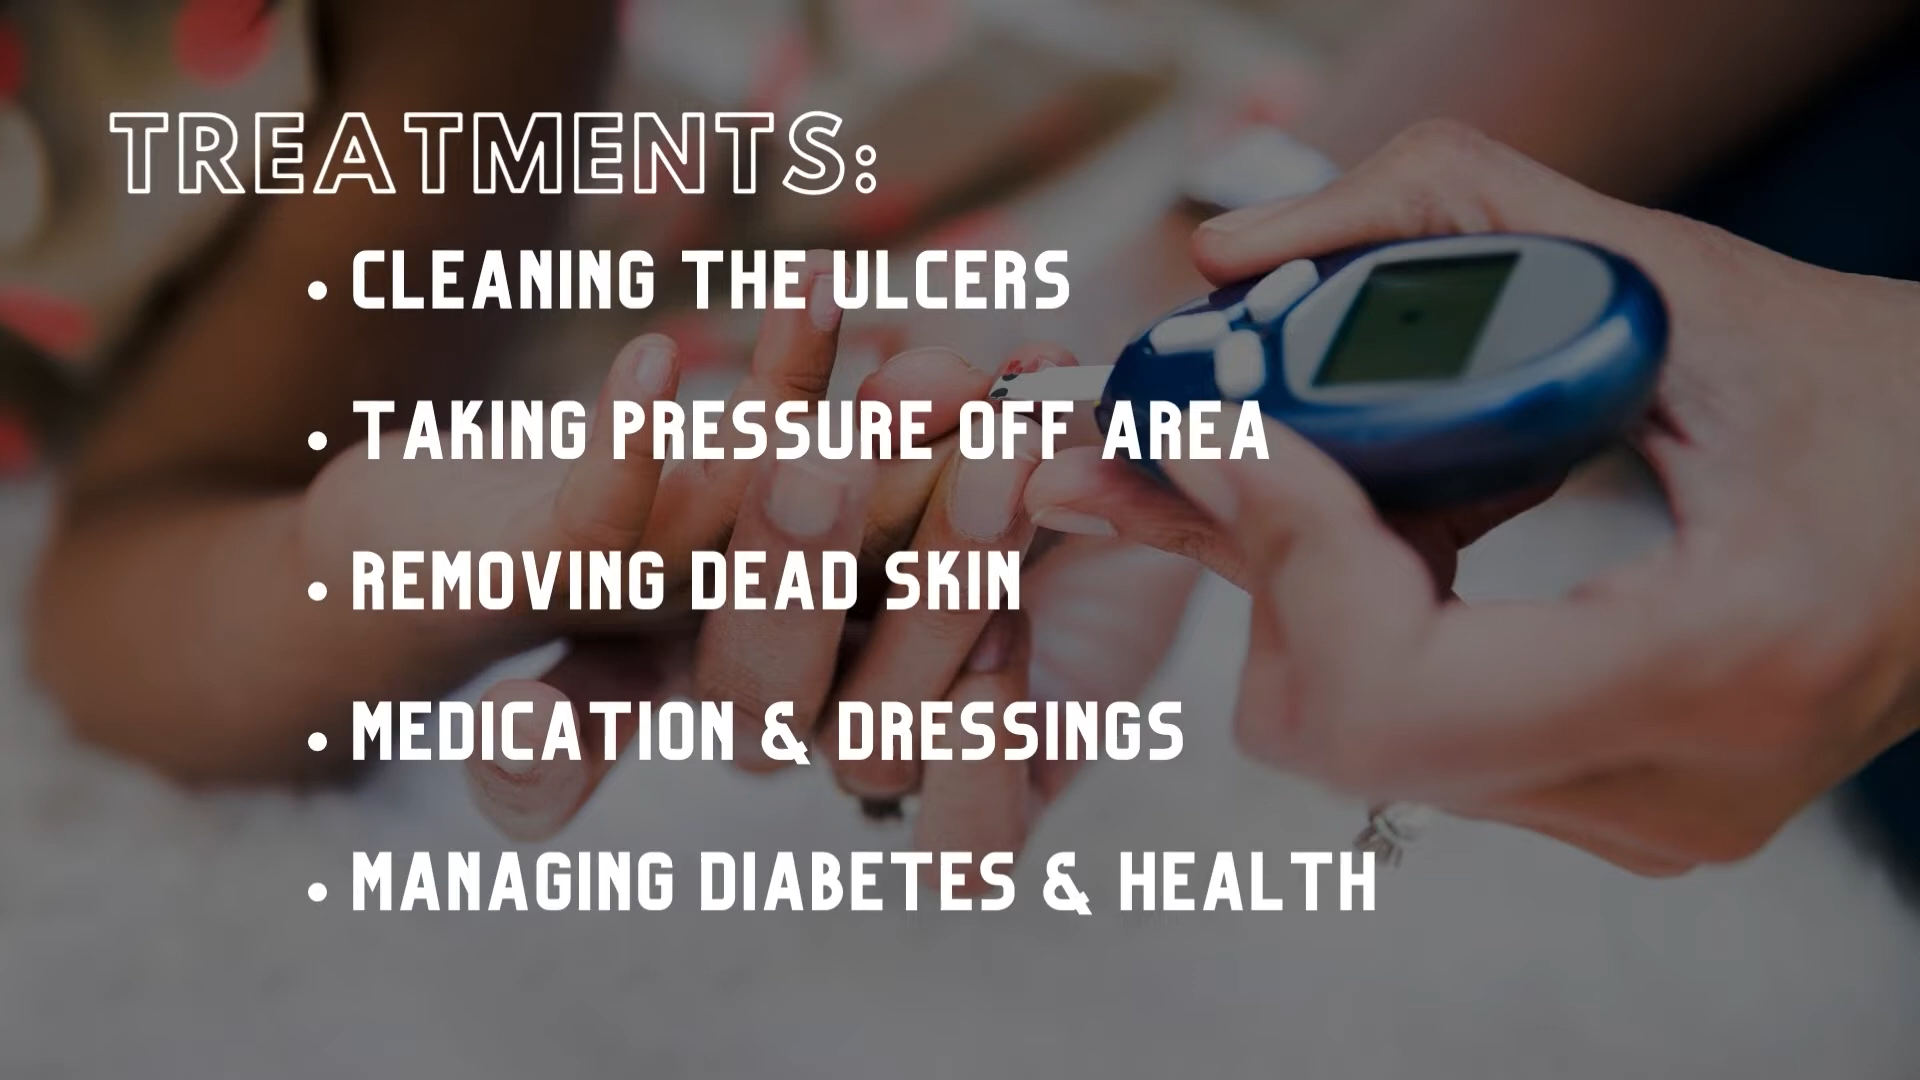 TREATMENTS:
• CLEANING THE ULCERS
• TAKING PRESSURE OFF AREA
• REMOVING DEAD SKIN
• MEDICATION & DRESSINGS
• MANAGING DIABETES & HEALTH